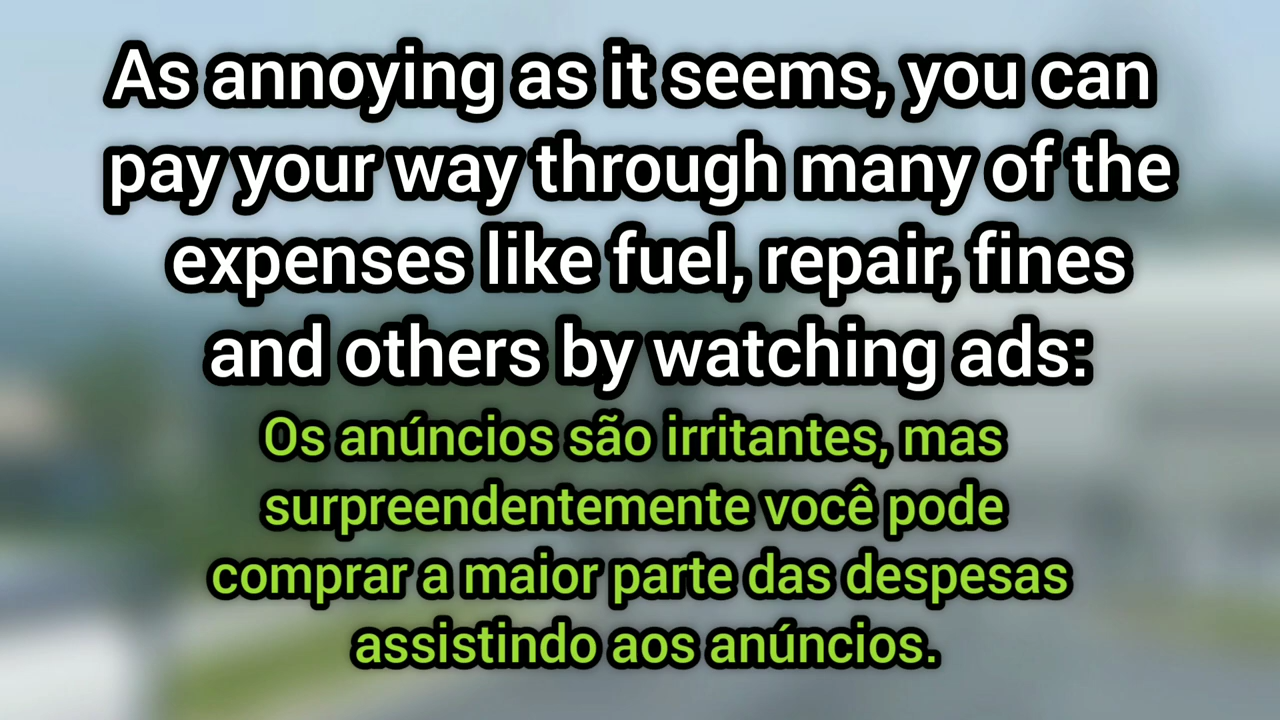 As annoying as it seems, you can
pay your way through many of the
expenses like fuel, repair, fines
and others by watching ads:
Os anúncios são irritantes, mas
surpreendentemente você pode
comprar a maior parte das despesas
assistindo aos anúncios.